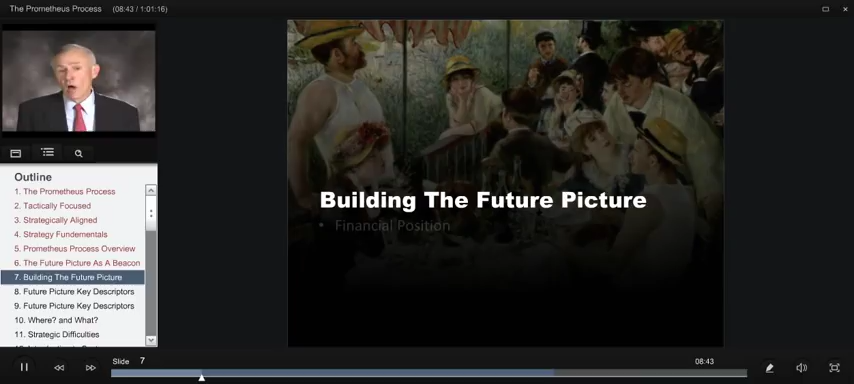 The Prometheus Process (08:43 / 1:01:16)
Outline
1. The Prometheus Process
2. Tactically Focused
3. Strategically Aligned
4. Strategy Fundementals
5. Prometheus Process Overview
6. The Future Picture As A Beacon
7. Building The Future Picture
8. Future Picture Key Descriptors
9. Future Picture Key Descriptors
10. Where? and What?
11. Strategic Difficulties
Building The Future Picture
• Financial Position
Slide 7
08:43